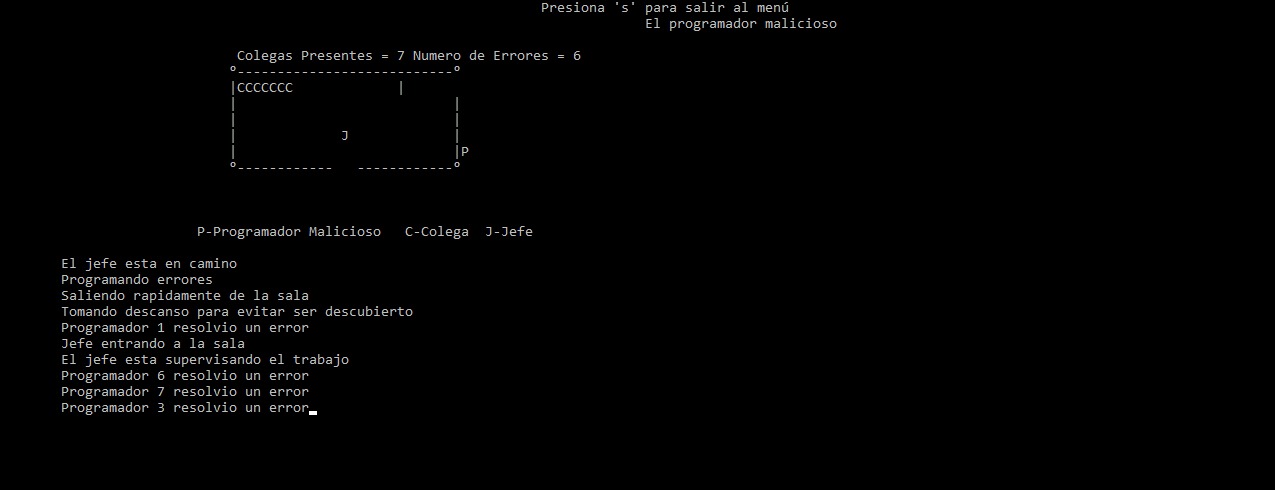 Presiona 's' para salir al menú
El programador malicioso
Colegas Presentes = 7 Numero de Errores = 6
º---------------------------º
|CCCCCCC             |
|                           |
|                           |
|             J             |
|                           |P
º------------   ------------º
P-Programador Malicioso   C-Colega  J-Jefe
El jefe esta en camino
Programando errores
Saliendo rapidamente de la sala
Tomando descanso para evitar ser descubierto
Programador 1 resolvio un error
Jefe entrando a la sala
El jefe esta supervisando el trabajo
Programador 6 resolvio un error
Programador 7 resolvio un error
Programador 3 resolvio un error